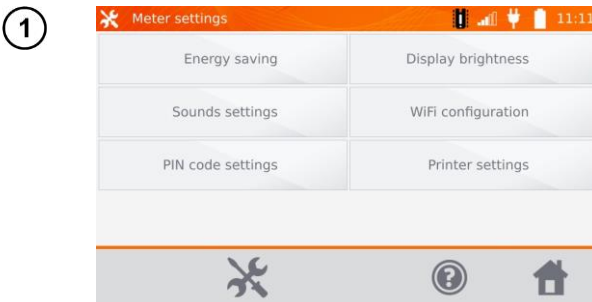 1
Meter settings 11:11
Energy saving Display brightness
Sounds settings WiFi configuration
PIN code settings Printer settings
?